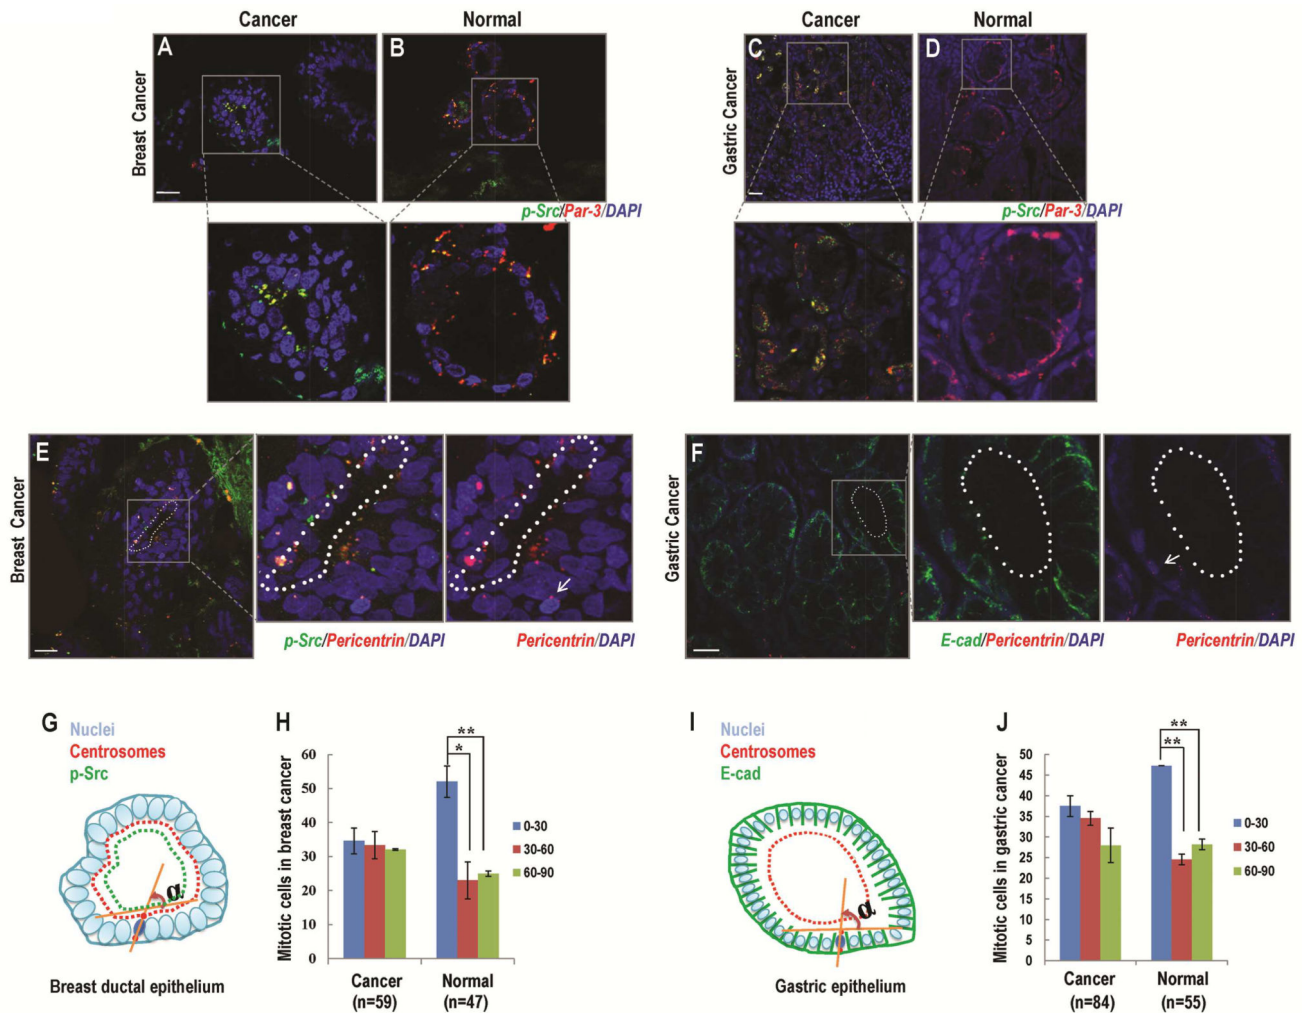 Cancer
Normal
Cancer
Normal
A
B
C
D
Breast Cancer
Gastric Cancer
p-Src/Par-3/DAPI
p-Src/Par-3/DAPI
E
F
Breast Cancer
Gastric Cancer
p-Src/Pericentrin/DAPI
Pericentrin/DAPI
E-cad/Pericentrin/DAPI
Pericentrin/DAPI
G
Nuclei
Centrosomes
p-Src
α
Breast ductal epithelium
H
Mitotic cells in breast cancer
60
50
40
30
20
10
0
*
**
0-30
30-60
60-90
Cancer
(n=59)
Normal
(n=47)
I
Nuclei
Centrosomes
E-cad
α
Gastric epithelium
J
Mitotic cells in gastric cancer
50
45
40
35
30
25
20
15
10
5
0
**
**
0-30
30-60
60-90
Cancer
(n=84)
Normal
(n=55)